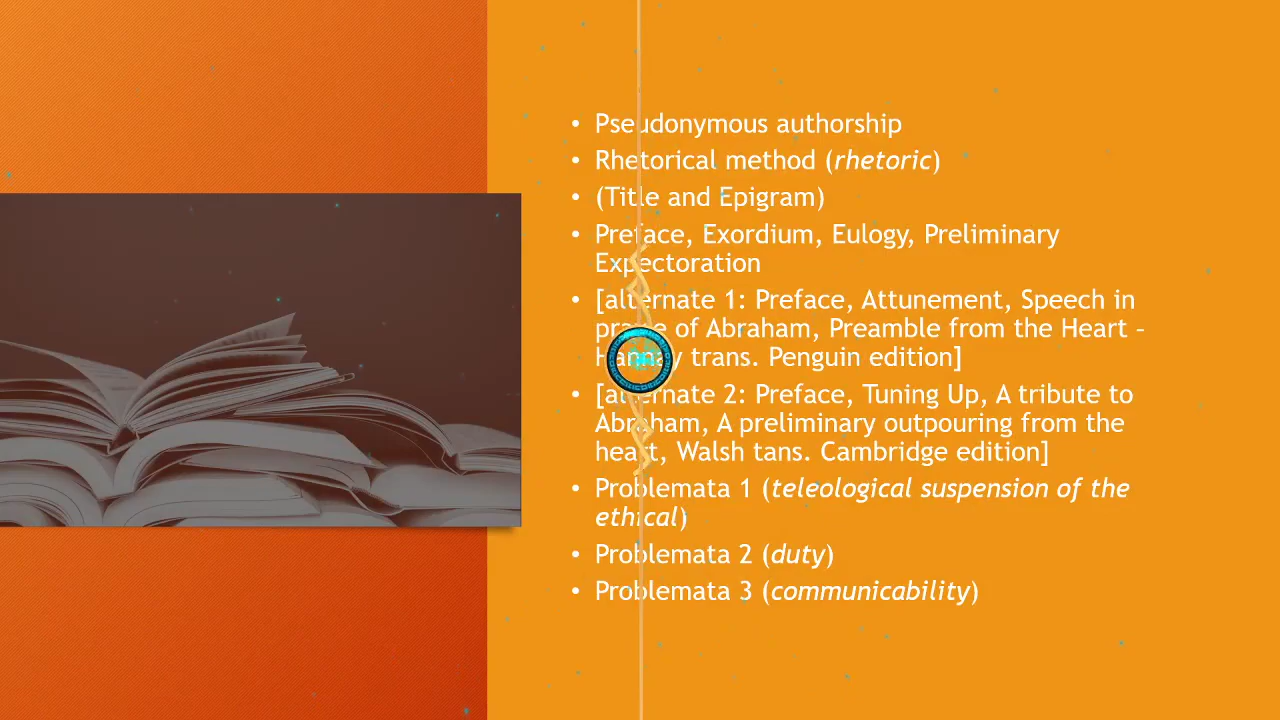 • Pseudonymous authorship
• Rhetorical method (rhetoric)
• (Title and Epigram)
• Preface, Exordium, Eulogy, Preliminary
Expectoration
• [alternate 1: Preface, Attunement, Speech in
praise of Abraham, Preamble from the Heart –
Hannay trans. Penguin edition]
• [alternate 2: Preface, Tuning Up, A tribute to
Abraham, A preliminary outpouring from the
heart, Walsh tans. Cambridge edition]
• Problemata 1 (teleological suspension of the
ethical)
• Problemata 2 (duty)
• Problemata 3 (communicability)